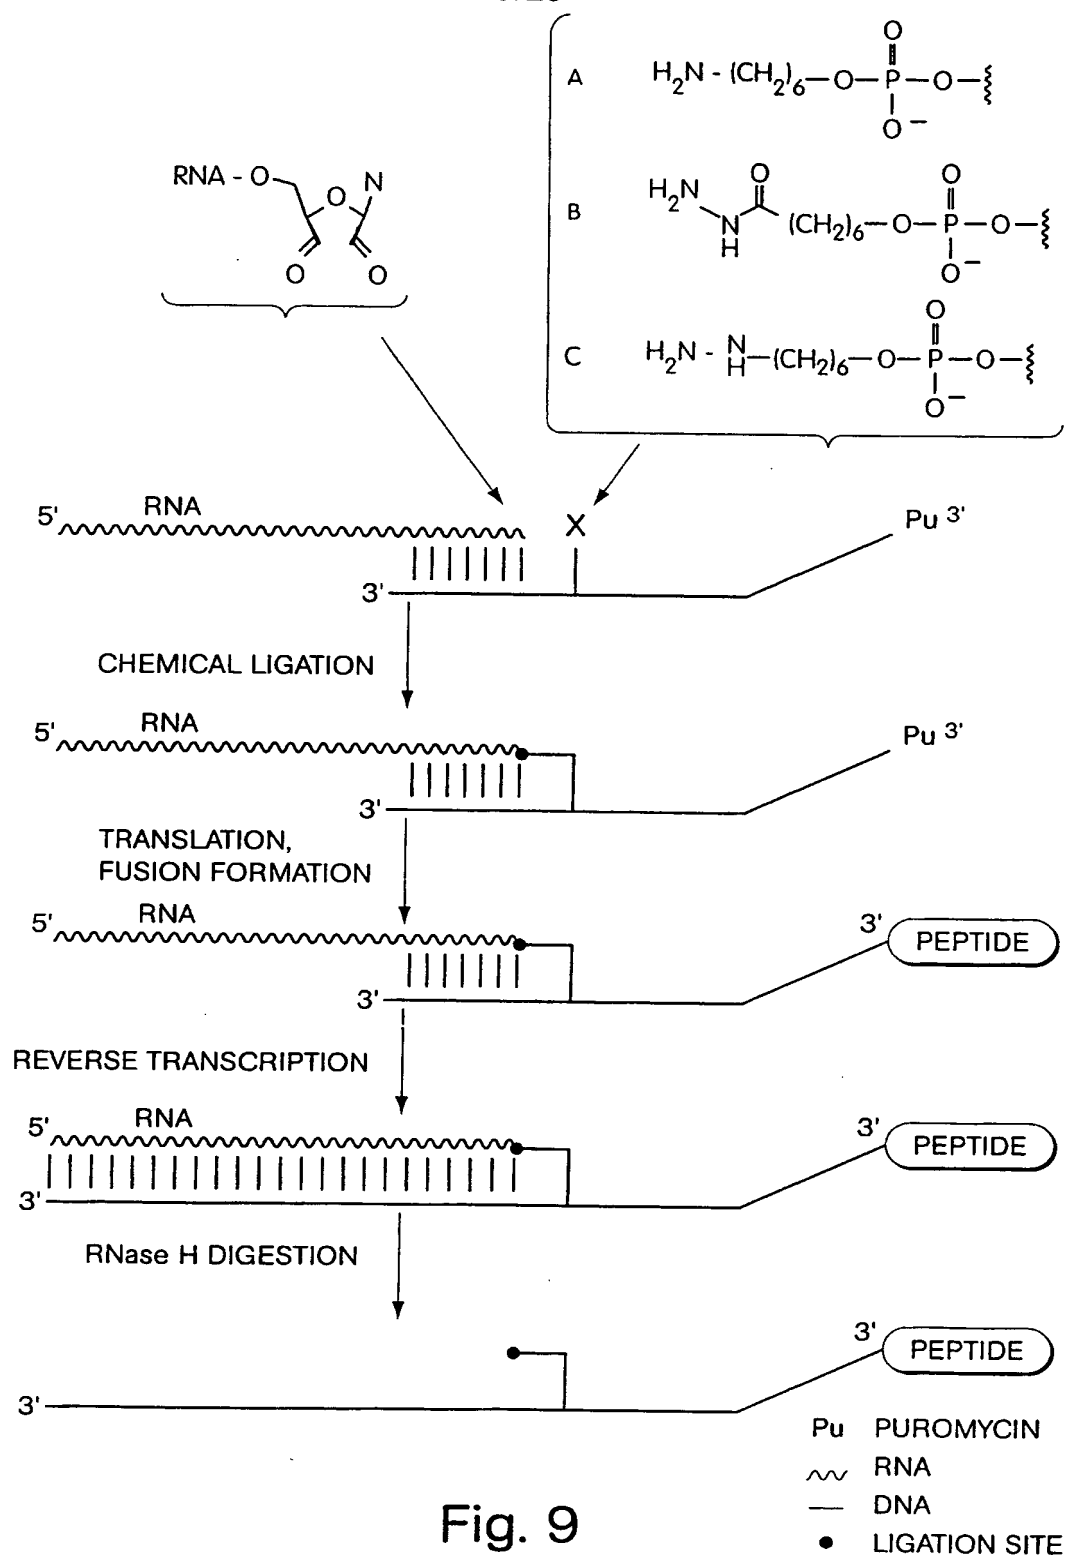 A H₂N - (CH₂)₆—O—P—O—
O
O⁻
RNA - O
O
N
O
O
B H₂N
N
H
O
(CH₂)₆—O—P—O—
O
O⁻
C H₂N - N—(CH₂)₆—O—P—O—
H
O
O⁻
5' RNA X Pu 3'
3'
CHEMICAL LIGATION
5' RNA Pu 3'
3'
TRANSLATION,
FUSION FORMATION
5' RNA 3' PEPTIDE
3'
REVERSE TRANSCRIPTION
5' RNA 3' PEPTIDE
3'
RNase H DIGESTION
3' PEPTIDE
3'
Pu PUROMYCIN
RNA
DNA
LIGATION SITE
Fig. 9